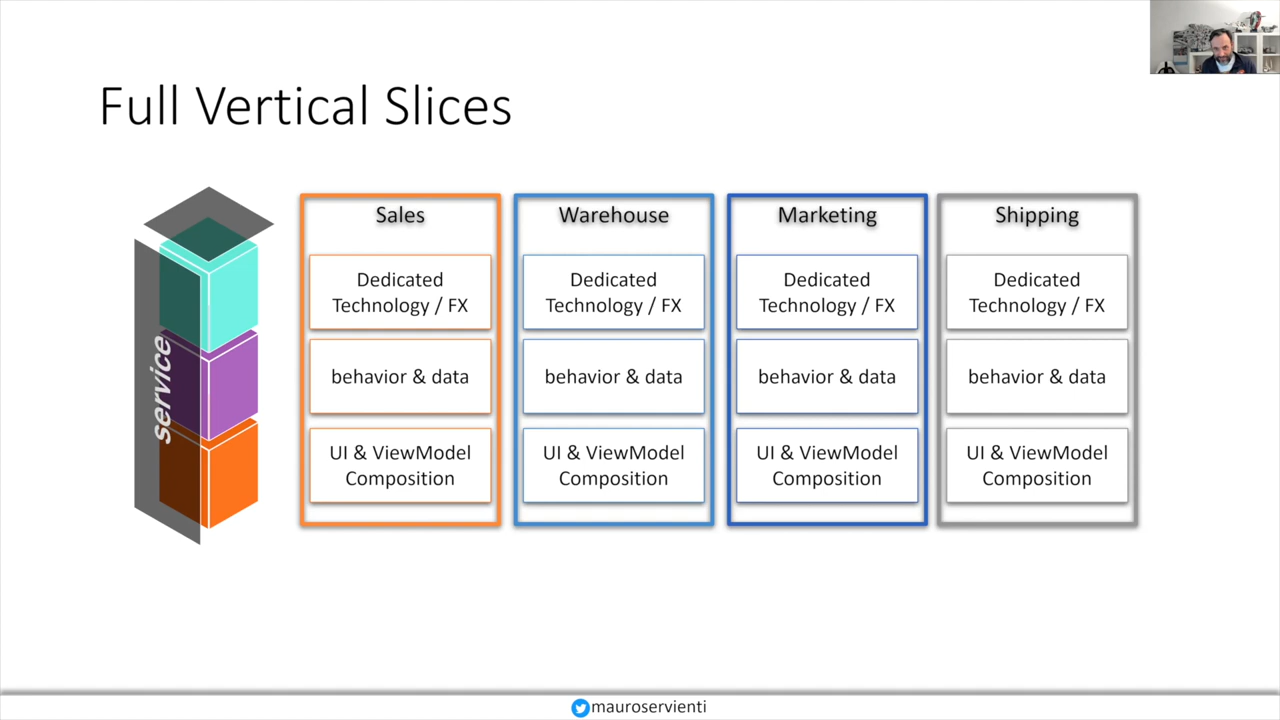 Full Vertical Slices
service
Sales
Dedicated
Technology / FX
behavior & data
UI & ViewModel
Composition
Warehouse
Dedicated
Technology / FX
behavior & data
UI & ViewModel
Composition
Marketing
Dedicated
Technology / FX
behavior & data
UI & ViewModel
Composition
Shipping
Dedicated
Technology / FX
behavior & data
UI & ViewModel
Composition
mauroservienti